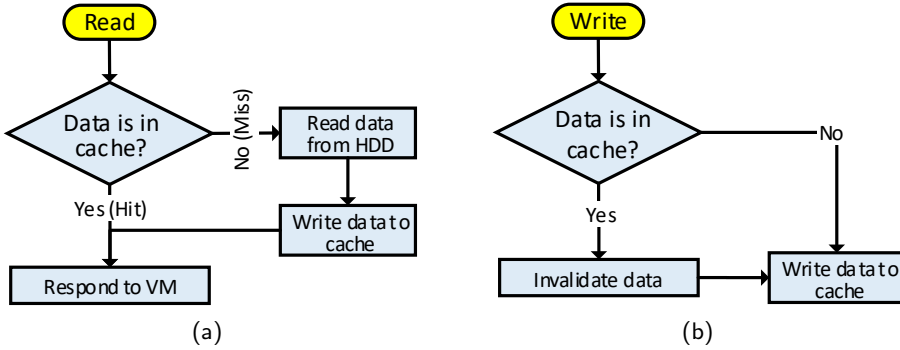 Read
Data is in
cache?
No (Miss)
Read data
from HDD
Yes (Hit)
Write data to
cache
Respond to VM
(a)
Write
Data is in
cache?
No
Yes
Invalidate data
Write data to
cache
(b)